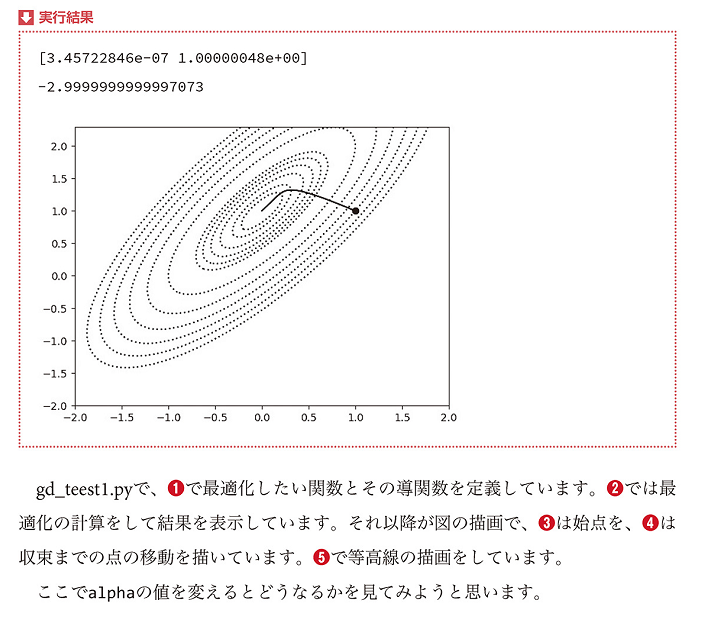 実行結果
[3.45722846e-07 1.00000048e+00]
-2.9999999999997073
2.0
1.5
1.0
0.5
0.0
−0.5
−1.0
−1.5
−2.0
−2.0 −1.5 −1.0 −0.5 0.0 0.5 1.0 1.5 2.0
gd_teest1.pyで、❶で最適化したい関数とその導関数を定義しています。❷では最
適化の計算をして結果を表示しています。それ以降が図の描画で、❸は始点を、❹は
収束までの点の移動を描いています。❺で等高線の描画をしています。
ここでalphaの値を変えるとどうなるかを見てみようと思います。